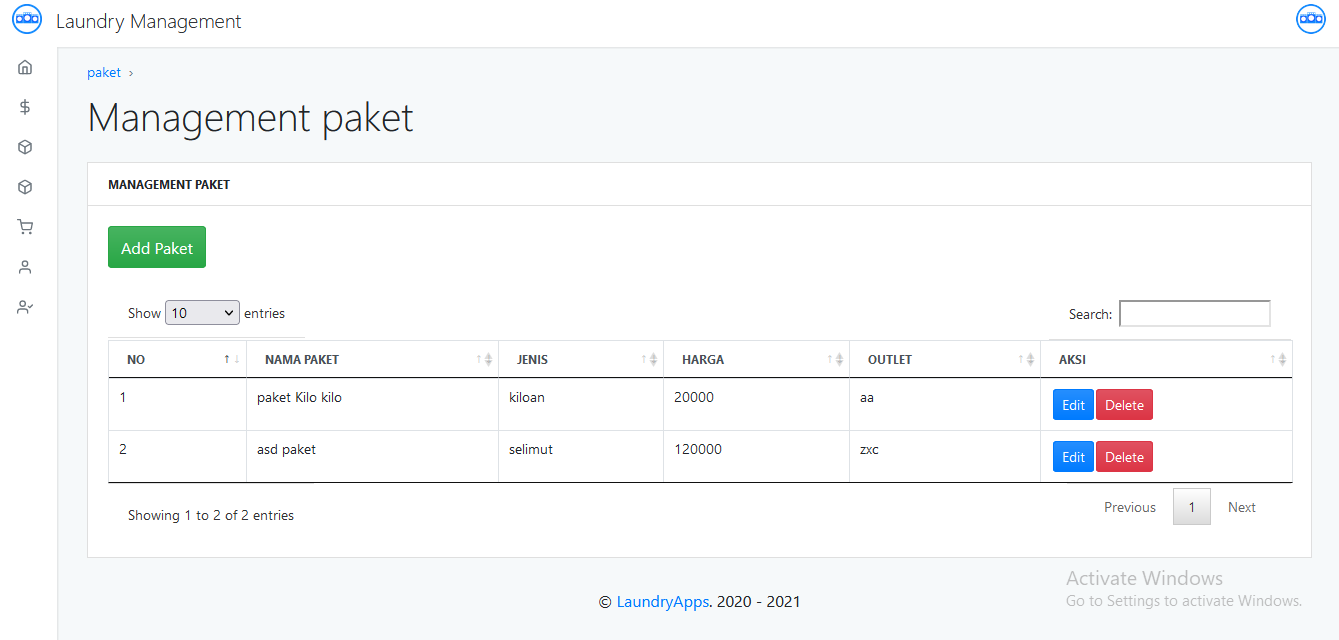 Laundry Management
paket ›
Management paket
MANAGEMENT PAKET
Add Paket
Show 10 entries
Search:
NO NAMA PAKET JENIS HARGA OUTLET AKSI
1 paket Kilo kilo kiloan 20000 aa Edit Delete
2 asd paket selimut 120000 zxc Edit Delete
Showing 1 to 2 of 2 entries
Previous 1 Next
© LaundryApps. 2020 - 2021
Activate Windows
Go to Settings to activate Windows.